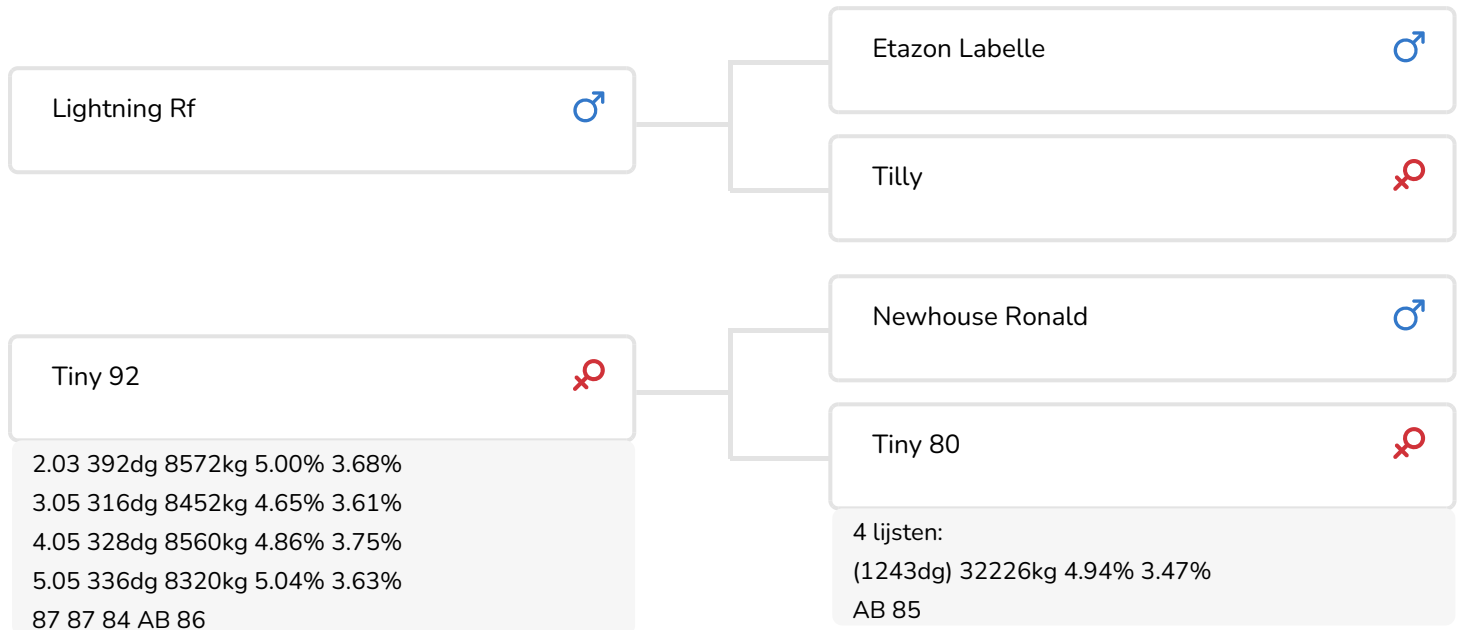 Etazon Labelle
Lightning Rf
Tilly
Newhouse Ronald
Tiny 92
2.03 392dg 8572kg 5.00% 3.68%
3.05 316dg 8452kg 4.65% 3.61%
4.05 328dg 8560kg 4.86% 3.75%
5.05 336dg 8320kg 5.04% 3.63%
87 87 84 AB 86
Tiny 80
4 lijsten:
(1243dg) 32226kg 4.94% 3.47%
AB 85